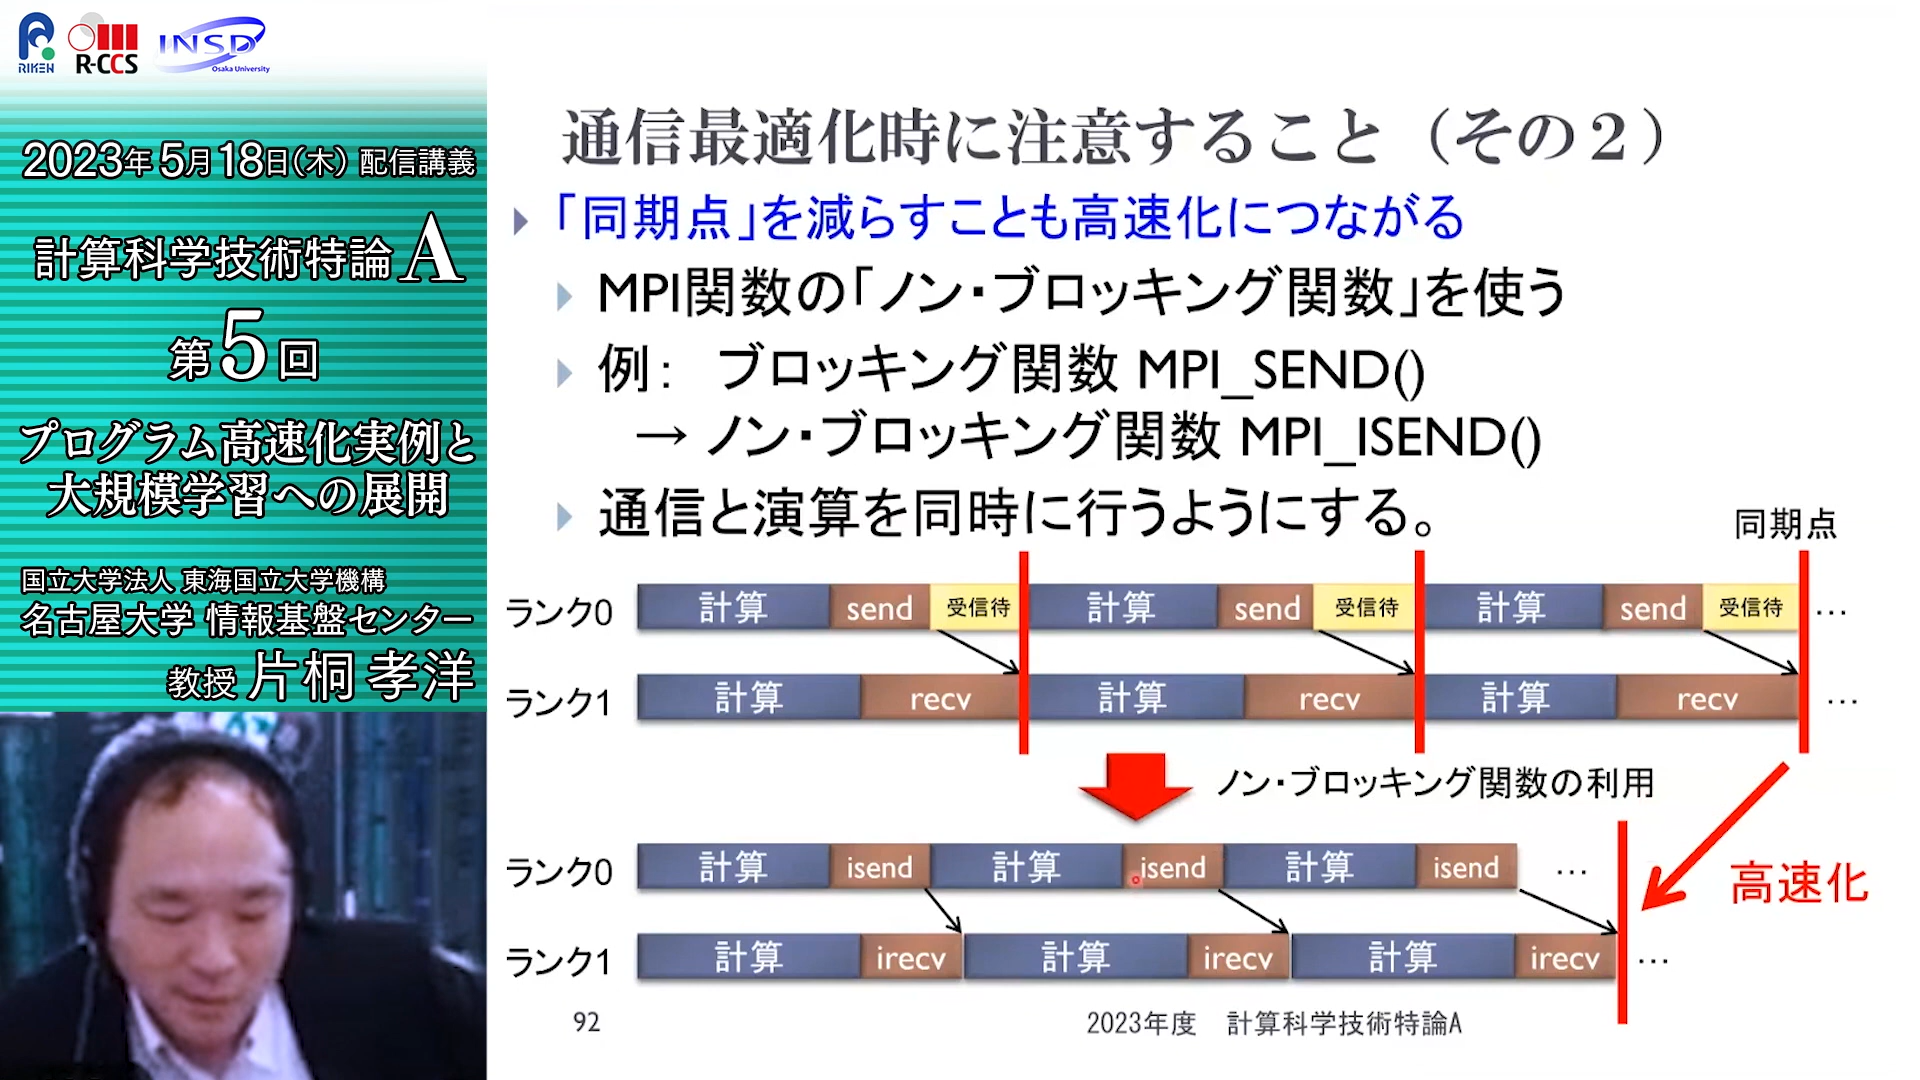 RIKEN
R-CCS
INSD
Osaka University
2023年5月18日(木) 配信講義
計算科学技術特論A
第5回
プログラム高速化実例と
大規模学習への展開
国立大学法人 東海国立大学機構
名古屋大学 情報基盤センター
教授 片桐 孝洋
通信最適化時に注意すること（その２）
「同期点」を減らすことも高速化につながる
MPI関数の「ノン・ブロッキング関数」を使う
例： ブロッキング関数 MPI_SEND()
→ ノン・ブロッキング関数 MPI_ISEND()
通信と演算を同時に行うようにする。
同期点
ランク0 計算 send 受信待 計算 send 受信待 計算 send 受信待 …
ランク1 計算 recv 計算 recv 計算 recv …
ノン・ブロッキング関数の利用
ランク0 計算 isend 計算 isend 計算 isend …
高速化
ランク1 計算 irecv 計算 irecv 計算 irecv …
92
2023年度 計算科学技術特論A